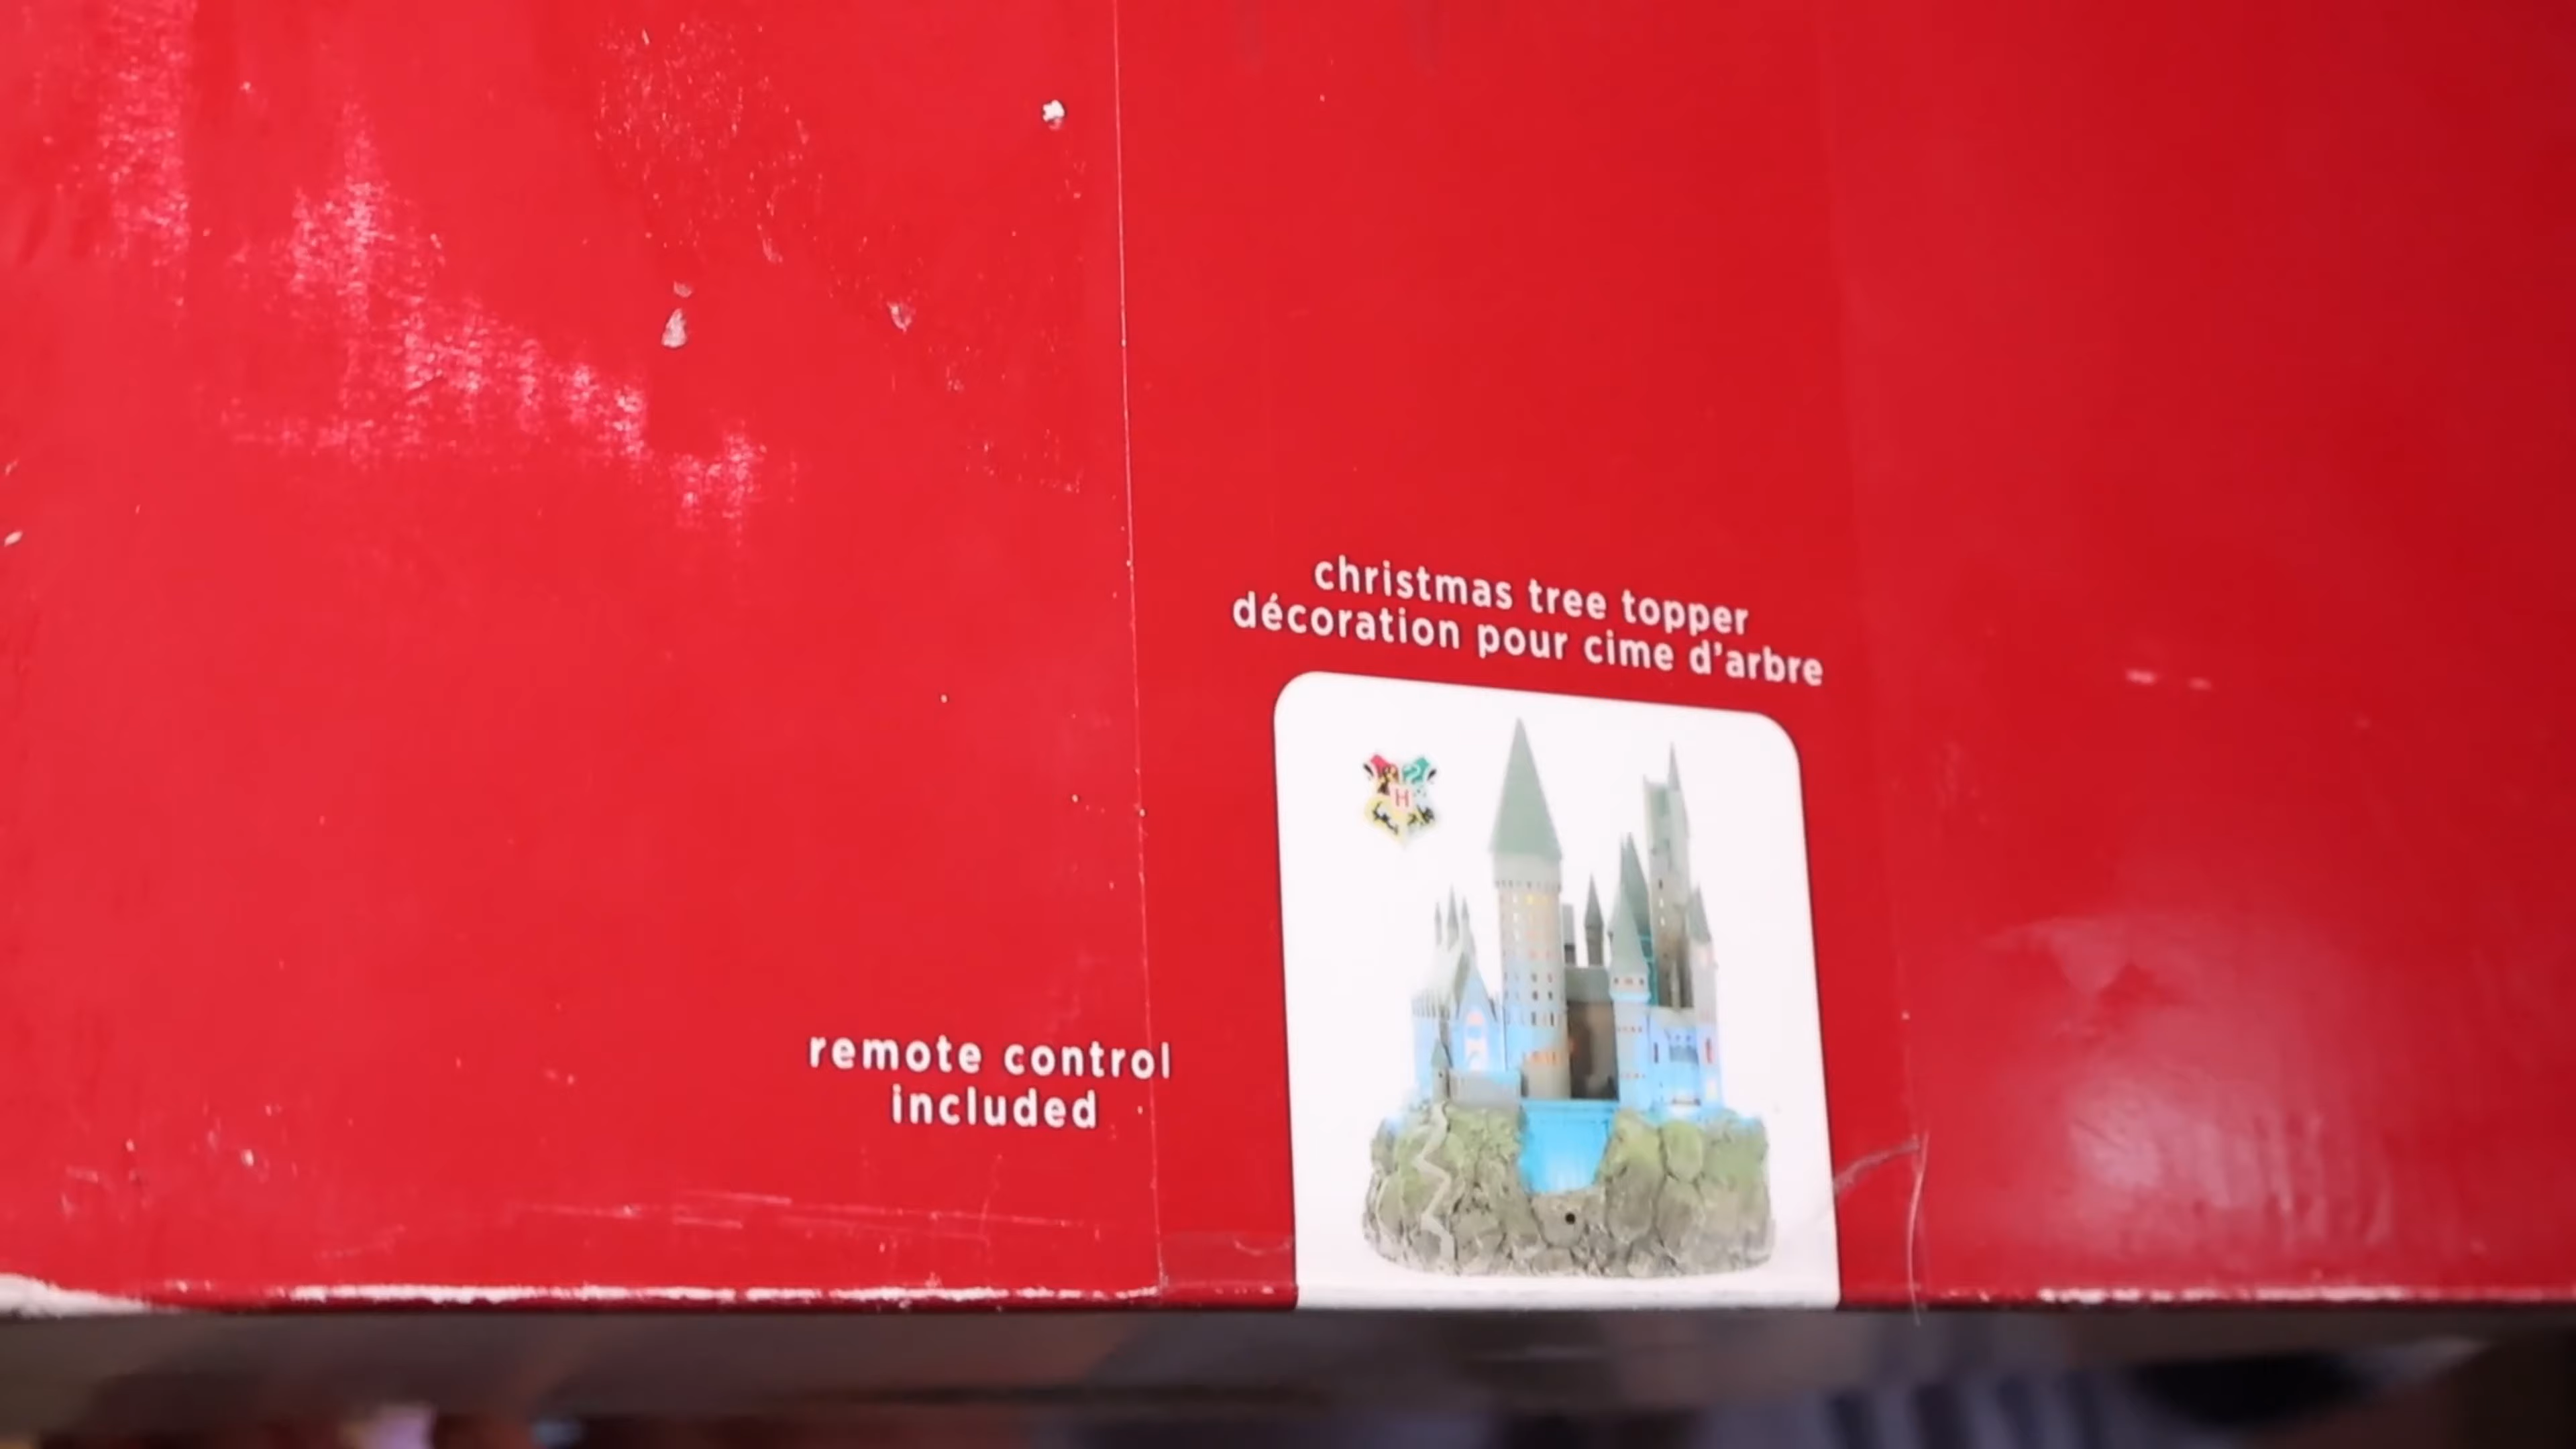 christmas tree topper
décoration pour cime d'arbre
H
remote control
included